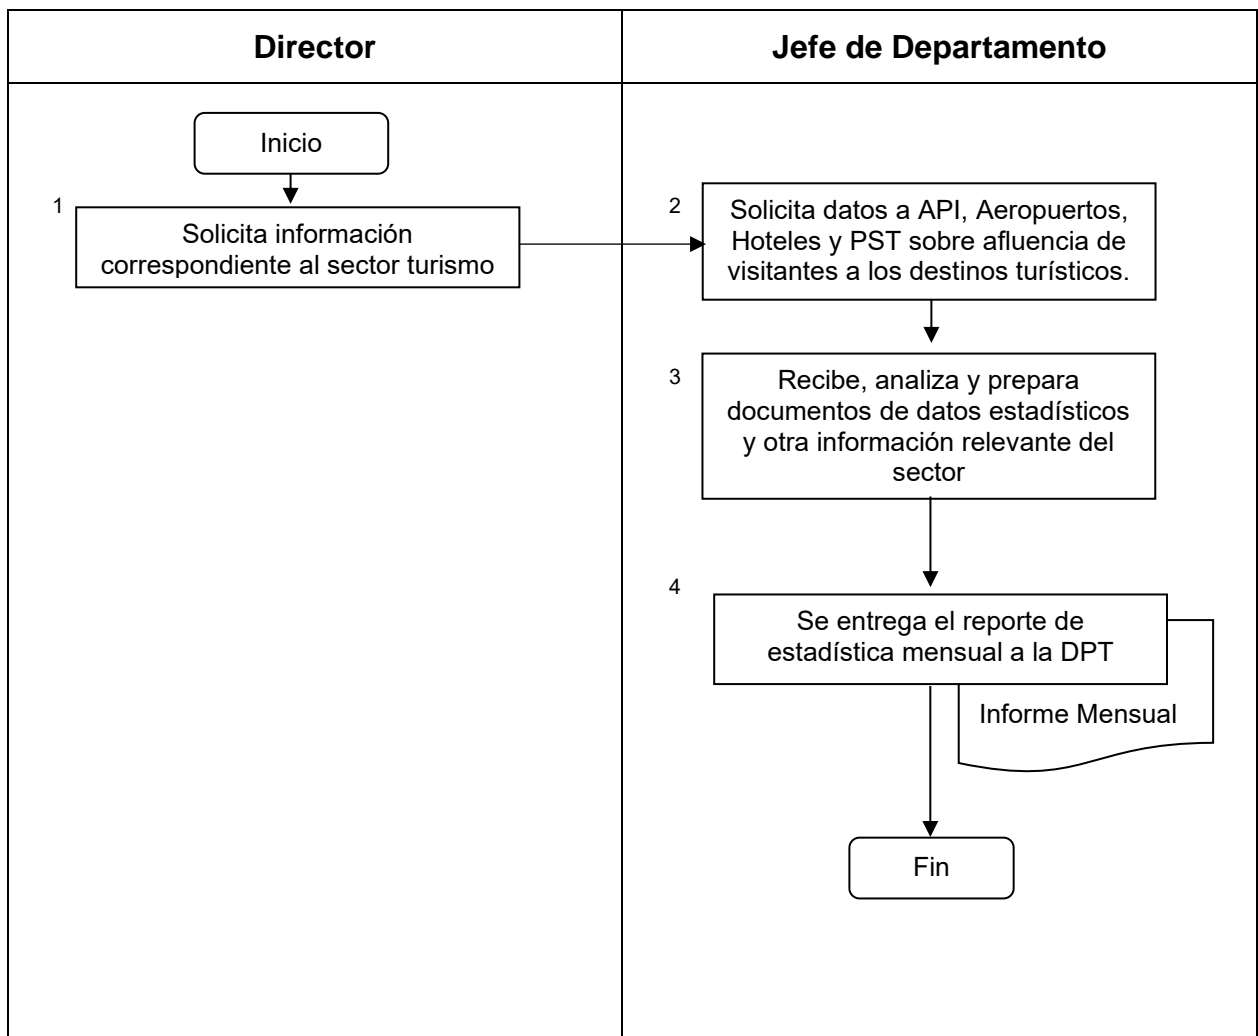 Director
Jefe de Departamento
Inicio
1
Solicita información
correspondiente al sector turismo
2
Solicita datos a API, Aeropuertos,
Hoteles y PST sobre afluencia de
visitantes a los destinos turísticos.
3
Recibe, analiza y prepara
documentos de datos estadísticos
y otra información relevante del
sector
4
Se entrega el reporte de
estadística mensual a la DPT
Informe Mensual
Fin